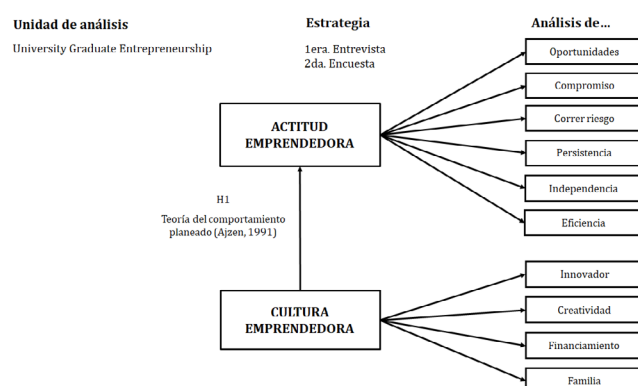 Unidad de análisis
University Graduate Entrepreneurship
Estrategia
1era. Entrevista
2da. Encuesta
Análisis de...
Oportunidades
Compromiso
Correr riesgo
Persistencia
Independencia
Eficiencia
ACTITUD
EMPRENDEDORA
H1
Teoría del comportamiento
planeado (Ajzen, 1991)
CULTURA
EMPRENDEDORA
Innovador
Creatividad
Financiamiento
Familia